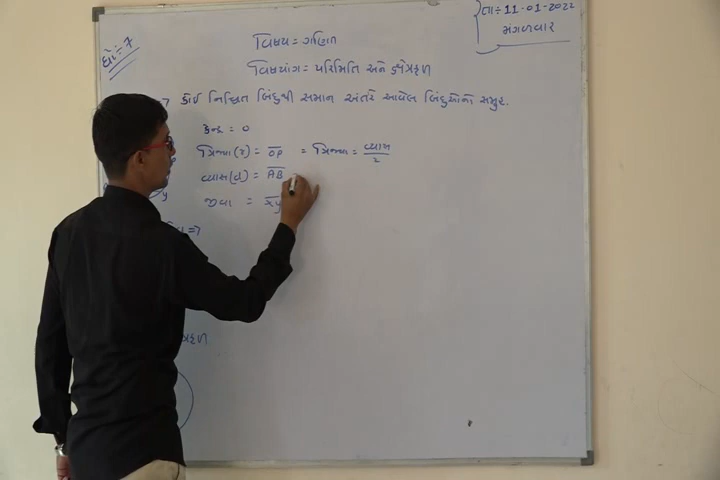 તા÷ 11-01-2022
મંગળવાર
ધો÷ 7
વિષય = ગણિત
વિષયાંગ = પરિમિતિ અને ક્ષેત્રફળ
કોઈ નિશ્ચિત બિંદુથી સમાન અંતરે આવેલ બિંદુઓનો સમુહ.
કેન્દ્ર = O
ત્રિજ્યા (r) = OP = ત્રિજ્યા = વ્યાસ/2
વ્યાસ(d) = AB
જીવા = xy
y